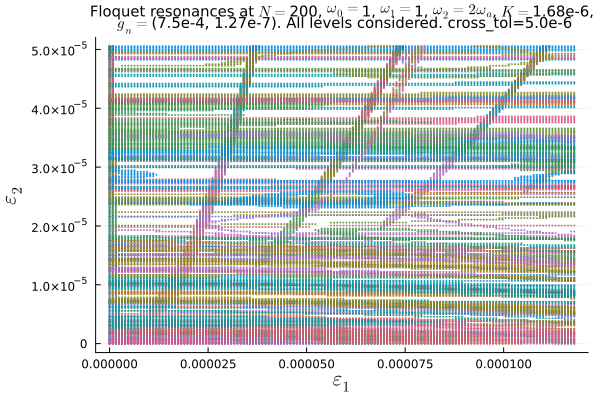 Floquet resonances at N = 200, ω₀ = 1, ω₁ = 1, ω₂ = 2ωₐ, K = 1.68e-6,
gₙ = (7.5e-4, 1.27e-7). All levels considered. cross_tol=5.0e-6
5.0×10⁻⁵
4.0×10⁻⁵
3.0×10⁻⁵
2.0×10⁻⁵
1.0×10⁻⁵
0
ε₂
0.000000 0.000025 0.000050 0.000075 0.000100
ε₁